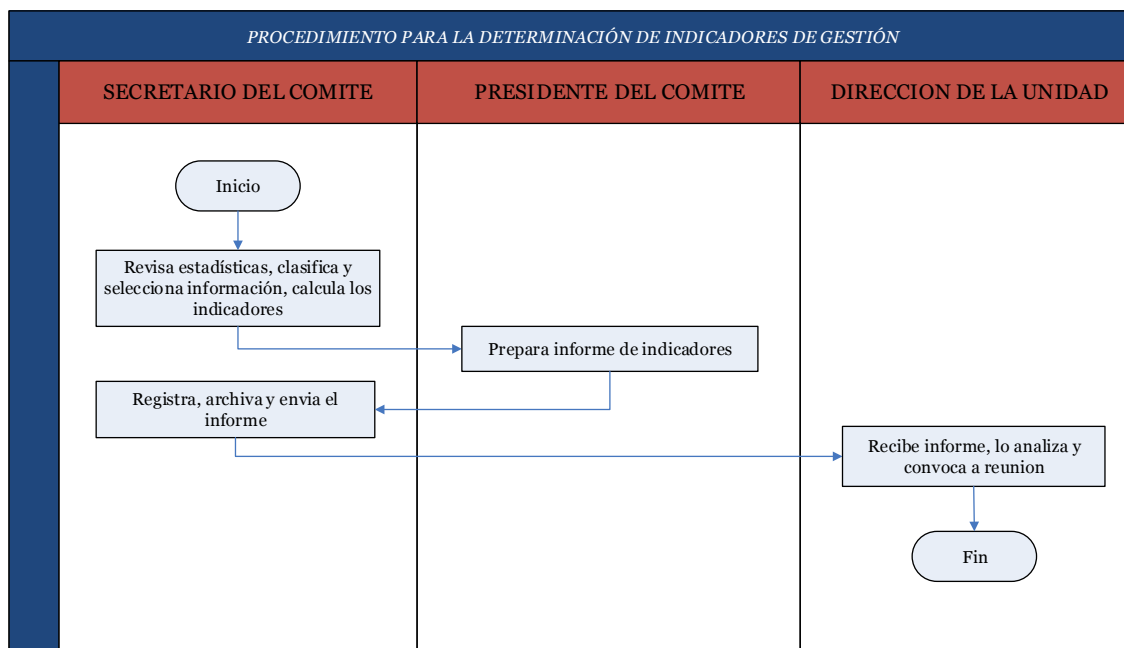 PROCEDIMIENTO PARA LA DETERMINACIÓN DE INDICADORES DE GESTIÓN
SECRETARIO DEL COMITE
PRESIDENTE DEL COMITE
DIRECCION DE LA UNIDAD
Inicio
Revisa estadísticas, clasifica y
selecciona información, calcula los
indicadores
Prepara informe de indicadores
Registra, archiva y envia el
informe
Recibe informe, lo analiza y
convoca a reunion
Fin